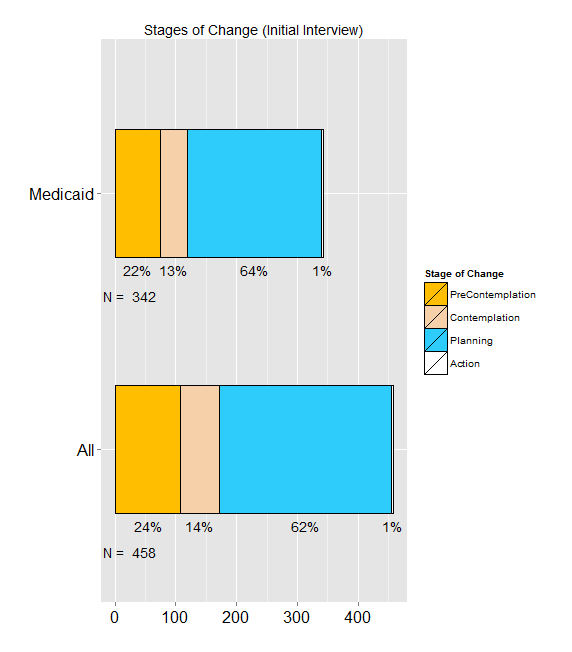 Stages of Change (Initial Interview)
Medicaid
22% 13% 64% 1%
N = 342
All
24% 14% 62% 1%
N = 458
0 100 200 300 400
Stage of Change
PreContemplation
Contemplation
Planning
Action